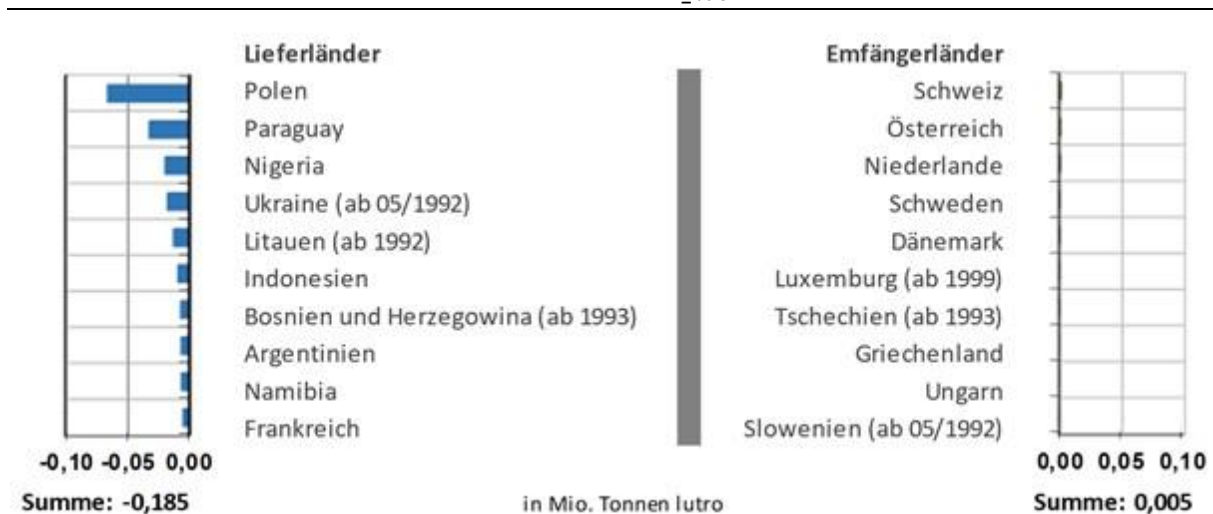 Lieferländer Emfängerländer
Polen Schweiz
Paraguay Österreich
Nigeria Niederlande
Ukraine (ab 05/1992) Schweden
Litauen (ab 1992) Dänemark
Indonesien Luxemburg (ab 1999)
Bosnien und Herzegowina (ab 1993) Tschechien (ab 1993)
Argentinien Griechenland
Namibia Ungarn
Frankreich Slowenien (ab 05/1992)
-0,10 -0,05 0,00 0,00 0,05 0,10
Summe: -0,185 in Mio. Tonnen lutro Summe: 0,005